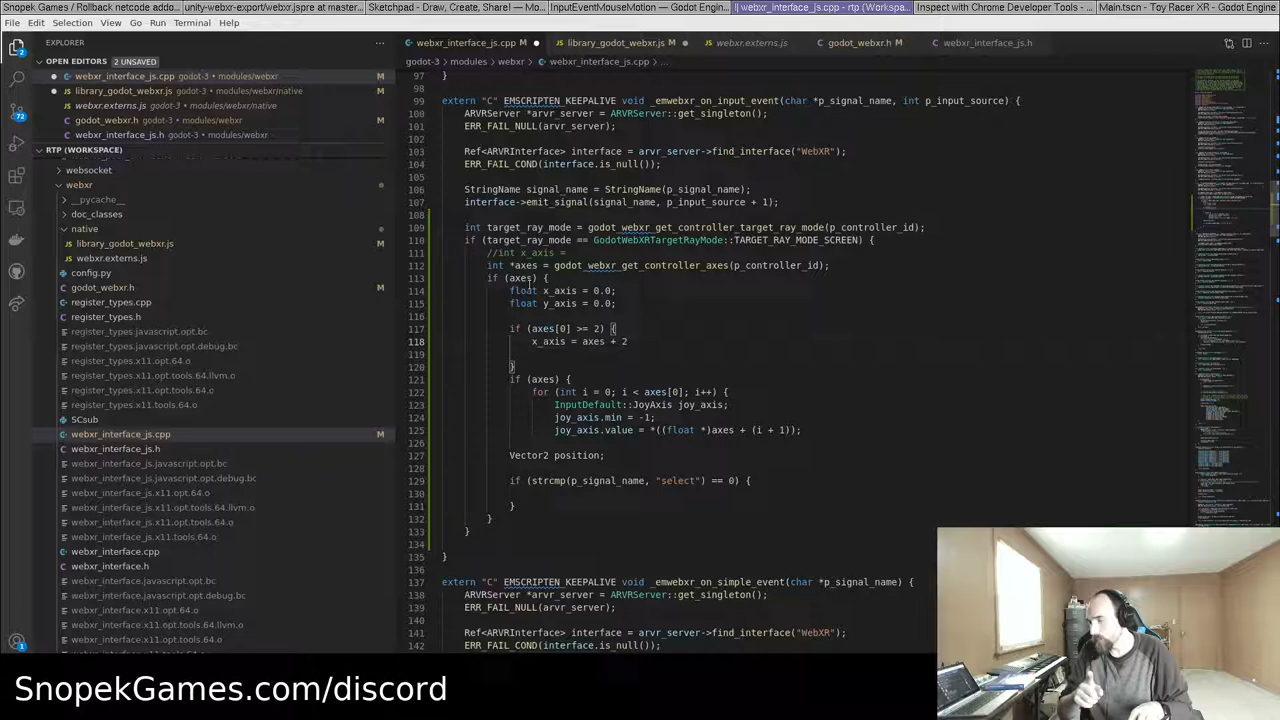 Snopek Games / Rollback netcode addo...
unity-webxr-export/webxr.jspre at master...
Sketchpad - Draw, Create, Share! — Mo...
InputEventMouseMotion — Godot Engin...
webxr_interface_js.cpp - rtp (Workspa...
Inspect with Chrome Developer Tools - ...
Main.tscn - Toy Racer XR - Godot Engine
File Edit Selection View Go Run Terminal Help
EXPLORER
OPEN EDITORS 2 UNSAVED
webxr_interface_js.cpp godot-3 • modules/webxr M
library_godot_webxr.js godot-3 • modules/webxr/native M
webxr.externs.js godot-3 • modules/webxr/native
godot_webxr.h godot-3 • modules/webxr M
webxr_interface_js.h godot-3 • modules/webxr
RTP (WORKSPACE)
websocket
webxr
__pycache__
doc_classes
native
library_godot_webxr.js M
webxr.externs.js
config.py
godot_webxr.h M
register_types.cpp
register_types.h
register_types.javascript.opt.bc
register_types.javascript.opt.debug.bc
register_types.x11.opt.64.o
register_types.x11.opt.tools.64.llvm.o
register_types.x11.opt.tools.64.o
register_types.x11.tools.64.o
SCsub
webxr_interface_js.cpp M
webxr_interface_js.h
webxr_interface_js.javascript.opt.bc
webxr_interface_js.javascript.opt.debug.bc
webxr_interface_js.x11.opt.64.o
webxr_interface_js.x11.opt.tools.64.llvm.o
webxr_interface_js.x11.opt.tools.64.o
webxr_interface_js.x11.tools.64.o
webxr_interface.cpp
webxr_interface.h
webxr_interface.javascript.opt.bc
webxr_interface.javascript.opt.debug.bc
webxr_interface.x11.opt.64.o
webxr_interface.x11.opt.tools.64.llvm.o
webxr_interface.x11.opt.tools.64.o
72
2
1
webxr_interface_js.cpp M
library_godot_webxr.js M
webxr.externs.js
godot_webxr.h M
webxr_interface_js.h
godot-3 > modules > webxr > webxr_interface_js.cpp > ...
97 }
98
99 extern "C" EMSCRIPTEN_KEEPALIVE void _emwebxr_on_input_event(char *p_signal_name, int p_input_source) {
100 ARVRServer *arvr_server = ARVRServer::get_singleton();
101 ERR_FAIL_NULL(arvr_server);
102
103 Ref<ARVRInterface> interface = arvr_server->find_interface("WebXR");
104 ERR_FAIL_COND(interface.is_null());
105
106 StringName signal_name = StringName(p_signal_name);
107 interface->emit_signal(signal_name, p_input_source + 1);
108
109 int target_ray_mode = godot_webxr_get_controller_target_ray_mode(p_controller_id);
110 if (target_ray_mode == GodotWebXRTargetRayMode::TARGET_RAY_MODE_SCREEN) {
111 // int axis =
112 int *axes = godot_webxr_get_controller_axes(p_controller_id);
113 if (axes) {
114 float x_axis = 0.0;
115 float y_axis = 0.0;
116
117 if (axes[0] >= 2) {
118 x_axis = axes + 2
119
120 }
121 if (axes) {
122 for (int i = 0; i < axes[0]; i++) {
123 InputDefault::JoyAxis joy_axis;
124 joy_axis.min = -1;
125 joy_axis.value = *((float *)axes + (i + 1));
126
127 Vector2 position;
128
129 if (strcmp(p_signal_name, "select") == 0) {
130
131 }
132 }
133 }
134
135 }
136
137 extern "C" EMSCRIPTEN_KEEPALIVE void _emwebxr_on_simple_event(char *p_signal_name) {
138 ARVRServer *arvr_server = ARVRServer::get_singleton();
139 ERR_FAIL_NULL(arvr_server);
140
141 Ref<ARVRInterface> interface = arvr_server->find_interface("WebXR");
142 ERR_FAIL_COND(interface.is_null());
SnopekGames.com/discord